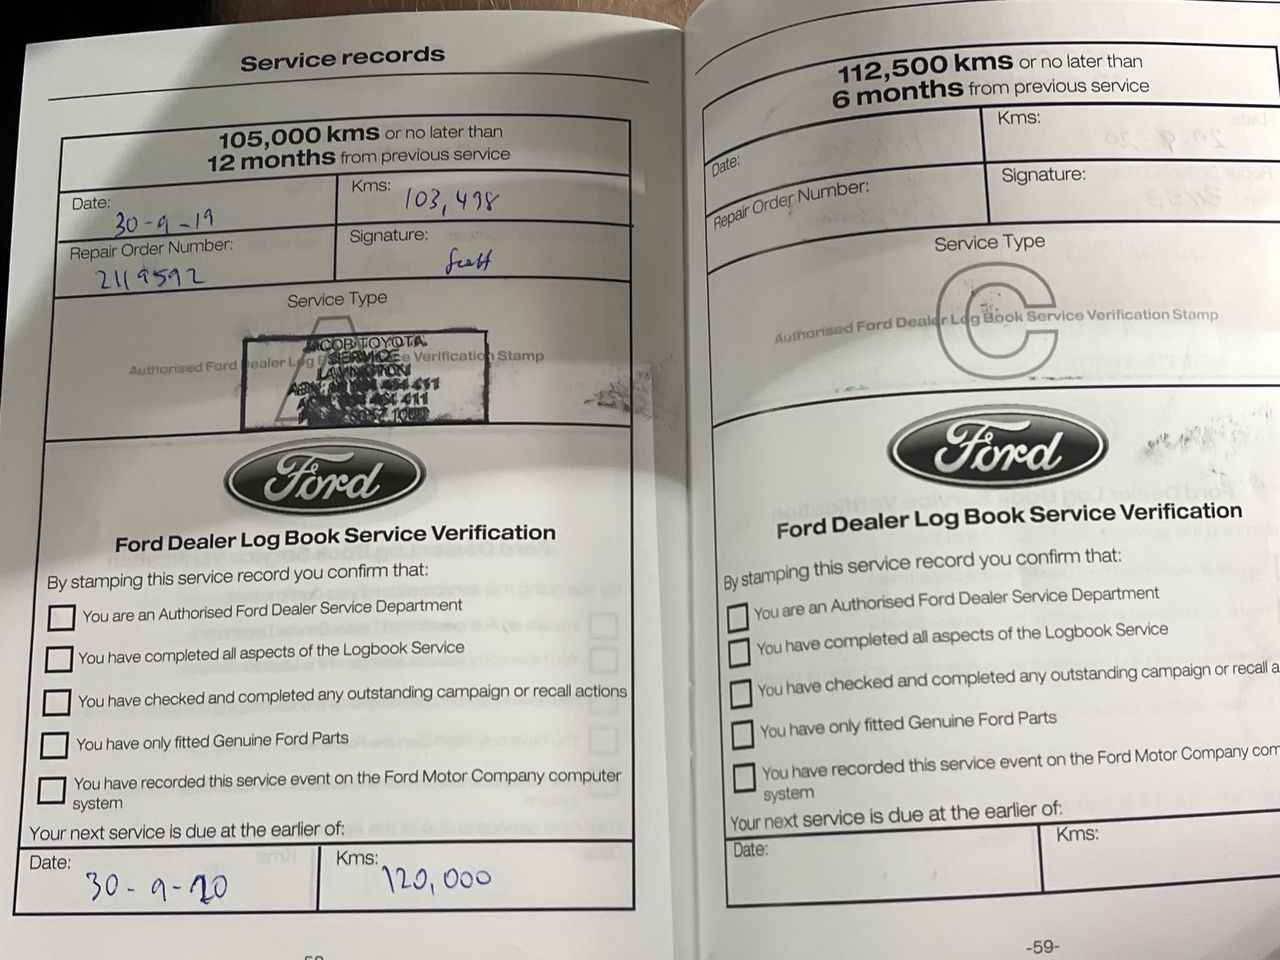 Service records
105,000 kms or no later than
12 months from previous service
Date:
30-9-19
Kms:
103,498
Repair Order Number:
2119592
Signature:
Scott
Service Type
A
JACOB TOYOTA
SERVICE
LAVINGTON
Authorised Ford Dealer Log Service Verification Stamp
Ford
Ford Dealer Log Book Service Verification
By stamping this service record you confirm that:
You are an Authorised Ford Dealer Service Department
You have completed all aspects of the Logbook Service
You have checked and completed any outstanding campaign or recall actions
You have only fitted Genuine Ford Parts
You have recorded this service event on the Ford Motor Company computer
system
Your next service is due at the earlier of:
Date:
30-9-20
Kms:
120,000
112,500 kms or no later than
6 months from previous service
Date:
Kms:
Repair Order Number:
Signature:
Service Type
C
Authorised Ford Dealer Log Book Service Verification Stamp
Ford
Ford Dealer Log Book Service Verification
By stamping this service record you confirm that:
You are an Authorised Ford Dealer Service Department
You have completed all aspects of the Logbook Service
You have checked and completed any outstanding campaign or recall a
You have only fitted Genuine Ford Parts
You have recorded this service event on the Ford Motor Company com
system
Your next service is due at the earlier of:
Date:
Kms:
-59-